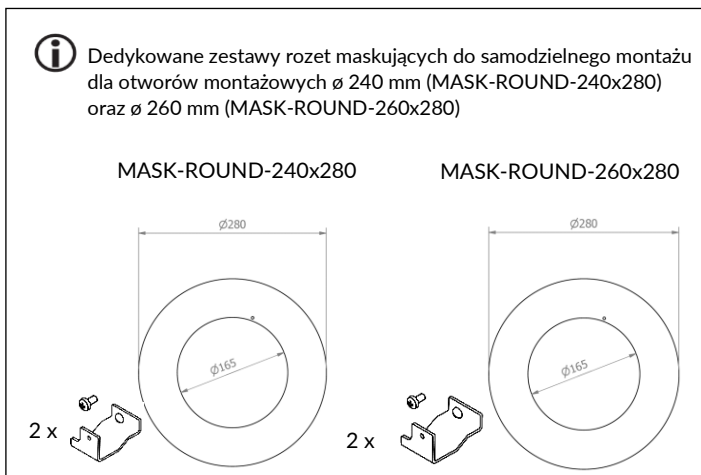 Dedykowane zestawy rozet maskujących do samodzielnego montażu
dla otworów montażowych ø 240 mm (MASK-ROUND-240x280)
oraz ø 260 mm (MASK-ROUND-260x280)
MASK-ROUND-240x280
MASK-ROUND-260x280
Ø280
Ø280
Ø165
Ø165
2 x
2 x